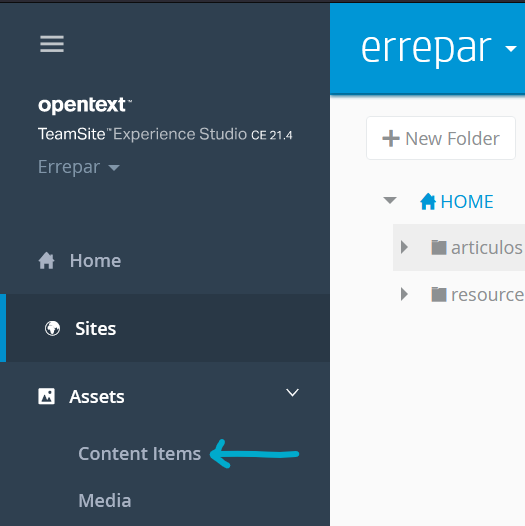 opentext™
TeamSite™ Experience Studio CE 21.4
Errepar
Home
Sites
Assets
Content Items
Media
errepar
+ New Folder
HOME
articulos
resource